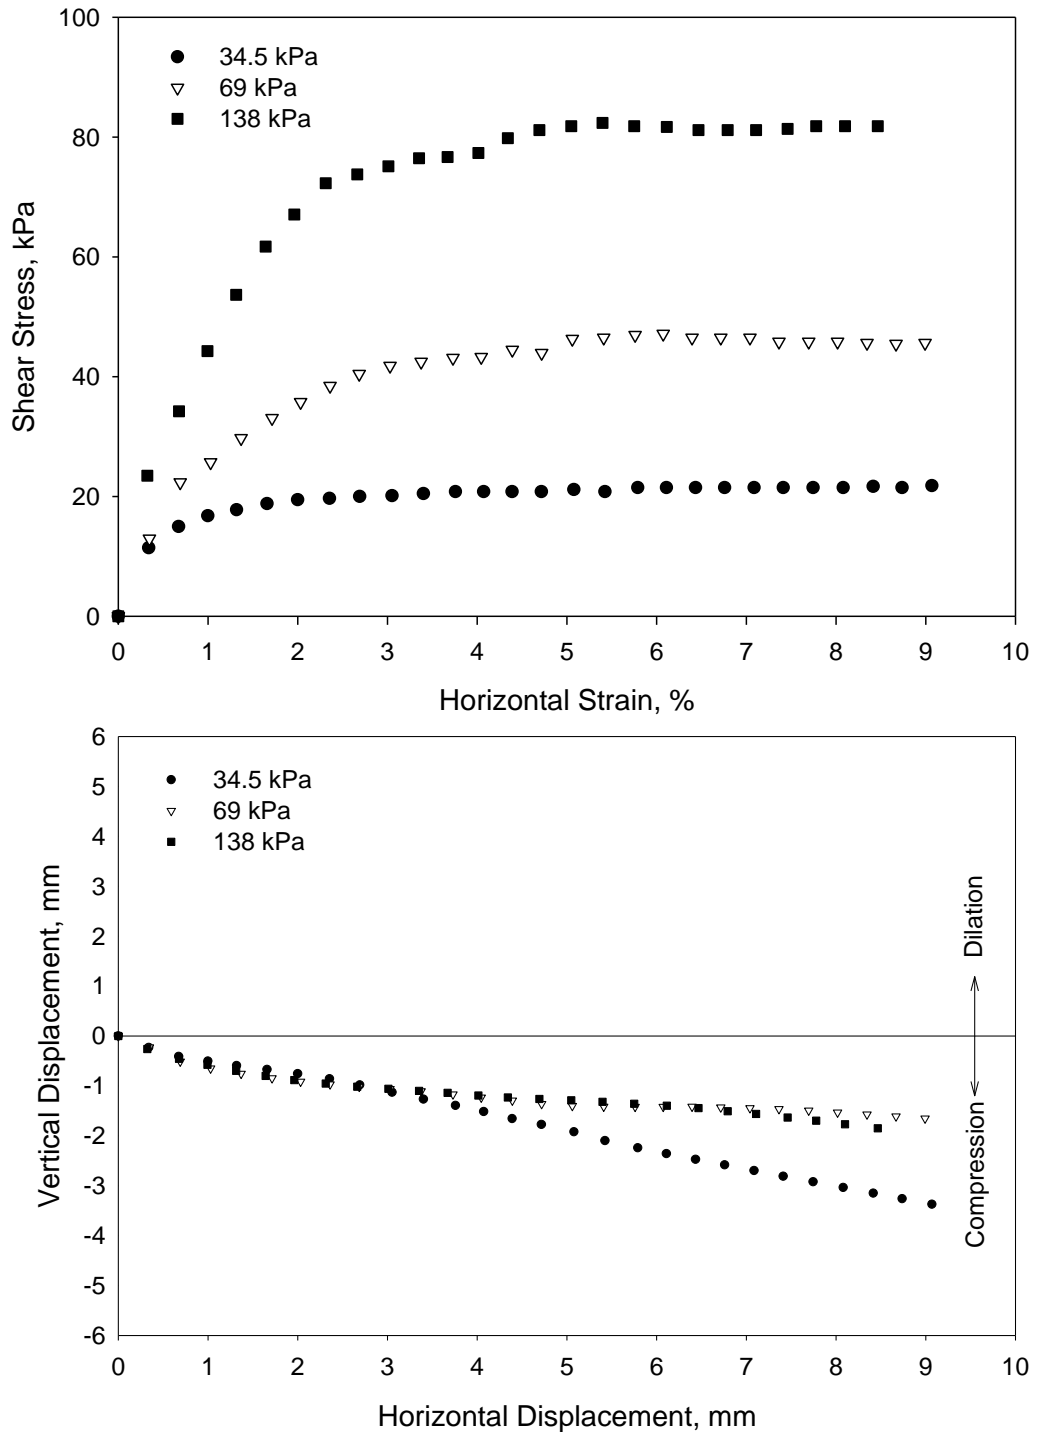 100
80
60
40
20
0
Shear Stress, kPa
34.5 kPa
69 kPa
138 kPa
0 1 2 3 4 5 6 7 8 9 10
Horizontal Strain, %
6
5
4
3
2
1
0
-1
-2
-3
-4
-5
-6
Vertical Displacement, mm
34.5 kPa
69 kPa
138 kPa
Dilation
Compression
0 1 2 3 4 5 6 7 8 9 10
Horizontal Displacement, mm